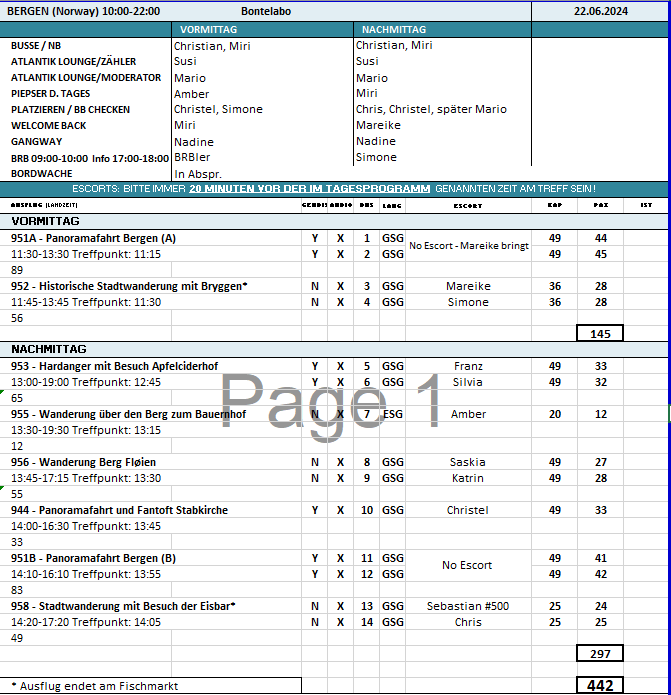 BERGEN (Norway) 10:00-22:00 Bontelabo 22.06.2024
VORMITTAG NACHMITTAG
BUSSE / NB Christian, Miri Christian, Miri
ATLANTIK LOUNGE/ZÄHLER Susi Susi
ATLANTIK LOUNGE/MODERATOR Mario Mario
PIEPSER D. TAGES Amber Miri
PLATZIEREN / BB CHECKEN Christel, Simone Chris, Christel, später Mario
WELCOME BACK Miri Mareike
GANGWAY Nadine Nadine
BRB 09:00-10:00 Info 17:00-18:00 BRBler Simone
BORDWACHE In Abspr.
ESCORTS: BITTE IMMER 20 MINUTEN VOR DER IM TAGESPROGRAMM GENANNTEN ZEIT AM TREFF SEIN!
AUSFLUG (LANDZEIT) GEHDIS AUDIO BUS LANG ESCORT KAP PAX IST
VORMITTAG
951A - Panoramafahrt Bergen (A) Y X 1 GSG No Escort - Mareike bringt 49 44
11:30-13:30 Treffpunkt: 11:15 Y X 2 GSG 49 45
89
952 - Historische Stadtwanderung mit Bryggen* N X 3 GSG Mareike 36 28
11:45-13:45 Treffpunkt: 11:30 N X 4 GSG Simone 36 28
56
145
NACHMITTAG
953 - Hardanger mit Besuch Apfelciderhof Y X 5 GSG Franz 49 33
13:00-19:00 Treffpunkt: 12:45 Y X 6 GSG Silvia 49 32
65
Page 1
955 - Wanderung über den Berg zum Bauernhof N X 7 ESG Amber 20 12
13:30-19:30 Treffpunkt: 13:15
12
956 - Wanderung Berg Fløien N X 8 GSG Saskia 49 27
13:45-17:15 Treffpunkt: 13:30 N X 9 GSG Katrin 49 28
55
944 - Panoramafahrt und Fantoft Stabkirche Y X 10 GSG Christel 49 33
14:00-16:30 Treffpunkt: 13:45
33
951B - Panoramafahrt Bergen (B) Y X 11 GSG No Escort 49 41
14:10-16:10 Treffpunkt: 13:55 Y X 12 GSG 49 42
83
958 - Stadtwanderung mit Besuch der Eisbar* N X 13 GSG Sebastian #500 25 24
14:20-17:20 Treffpunkt: 14:05 N X 14 GSG Chris 25 25
49
297
* Ausflug endet am Fischmarkt 442